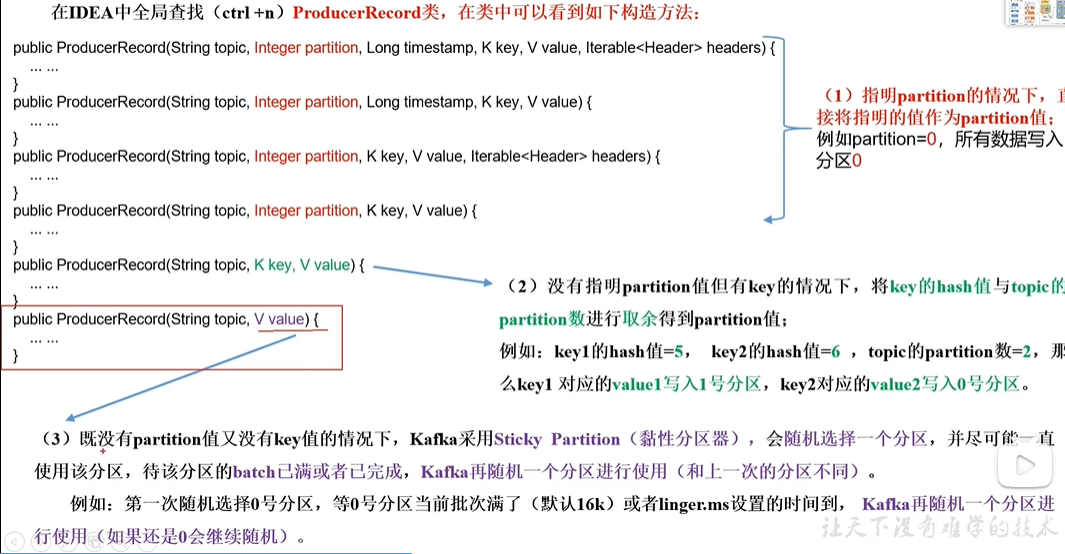 在IDEA中全局查找（ctrl +n）ProducerRecord类，在类中可以看到如下构造方法：
public ProducerRecord(String topic, Integer partition, Long timestamp, K key, V value, Iterable<Header> headers) {
... ...
}
public ProducerRecord(String topic, Integer partition, Long timestamp, K key, V value) {
... ...
}
public ProducerRecord(String topic, Integer partition, K key, V value, Iterable<Header> headers) {
... ...
}
public ProducerRecord(String topic, Integer partition, K key, V value) {
... ...
}
public ProducerRecord(String topic, K key, V value) {
... ...
}
public ProducerRecord(String topic, V value) {
... ...
}
（1）指明partition的情况下，直
接将指明的值作为partition值；
例如partition=0，所有数据写入
分区0
（2）没有指明partition值但有key的情况下，将key的hash值与topic的
partition数进行取余得到partition值；
例如：key1的hash值=5， key2的hash值=6 ，topic的partition数=2，那
么key1 对应的value1写入1号分区，key2对应的value2写入0号分区。
（3）既没有partition值又没有key值的情况下，Kafka采用Sticky Partition（黏性分区器），会随机选择一个分区，并尽可能一直
使用该分区，待该分区的batch已满或者已完成，Kafka再随机一个分区进行使用（和上一次的分区不同）。
例如：第一次随机选择0号分区，等0号分区当前批次满了（默认16k）或者linger.ms设置的时间到， Kafka再随机一个分区进
行使用（如果还是0会继续随机）。
让天下没有难学的技术